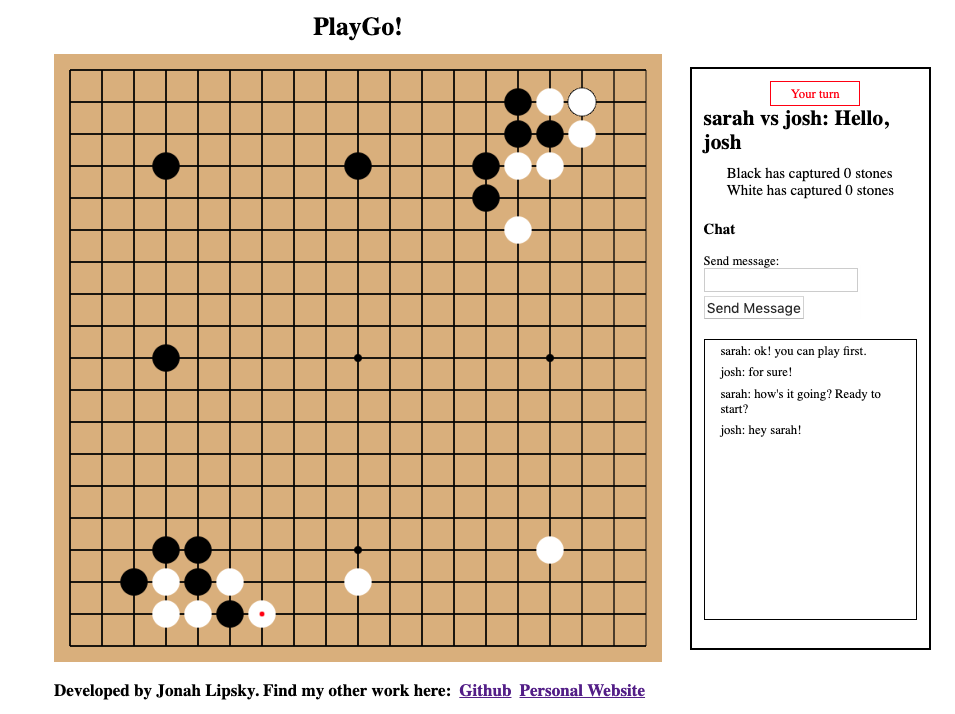 PlayGo!
Your turn
sarah vs josh: Hello,
josh
Black has captured 0 stones
White has captured 0 stones
Chat
Send message:
Send Message
sarah: ok! you can play first.
josh: for sure!
sarah: how's it going? Ready to
start?
josh: hey sarah!
Developed by Jonah Lipsky. Find my other work here: Github Personal Website